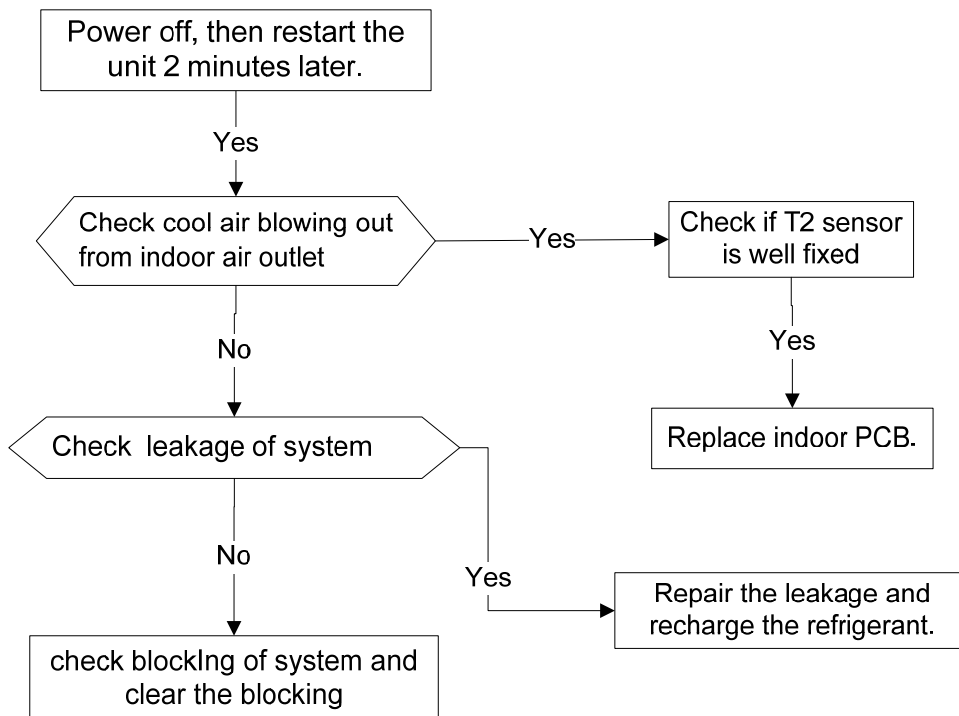 Power off, then restart the
unit 2 minutes later.
Yes
Check cool air blowing out
from indoor air outlet
Yes
Check if T2 sensor
is well fixed
Yes
Replace indoor PCB.
No
Check leakage of system
Yes
Repair the leakage and
recharge the refrigerant.
No
check blockIng of system and
clear the blocking